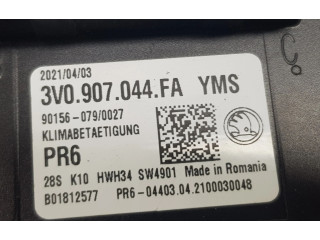 2021/04/03
3V0.907.044.FA YMS
90156-079/0027
KLIMABETAETIGUNG
PR6
28S K10 HWH34 SW4901 Made in Romania
B01812577 PR6-04403.04.2100030048